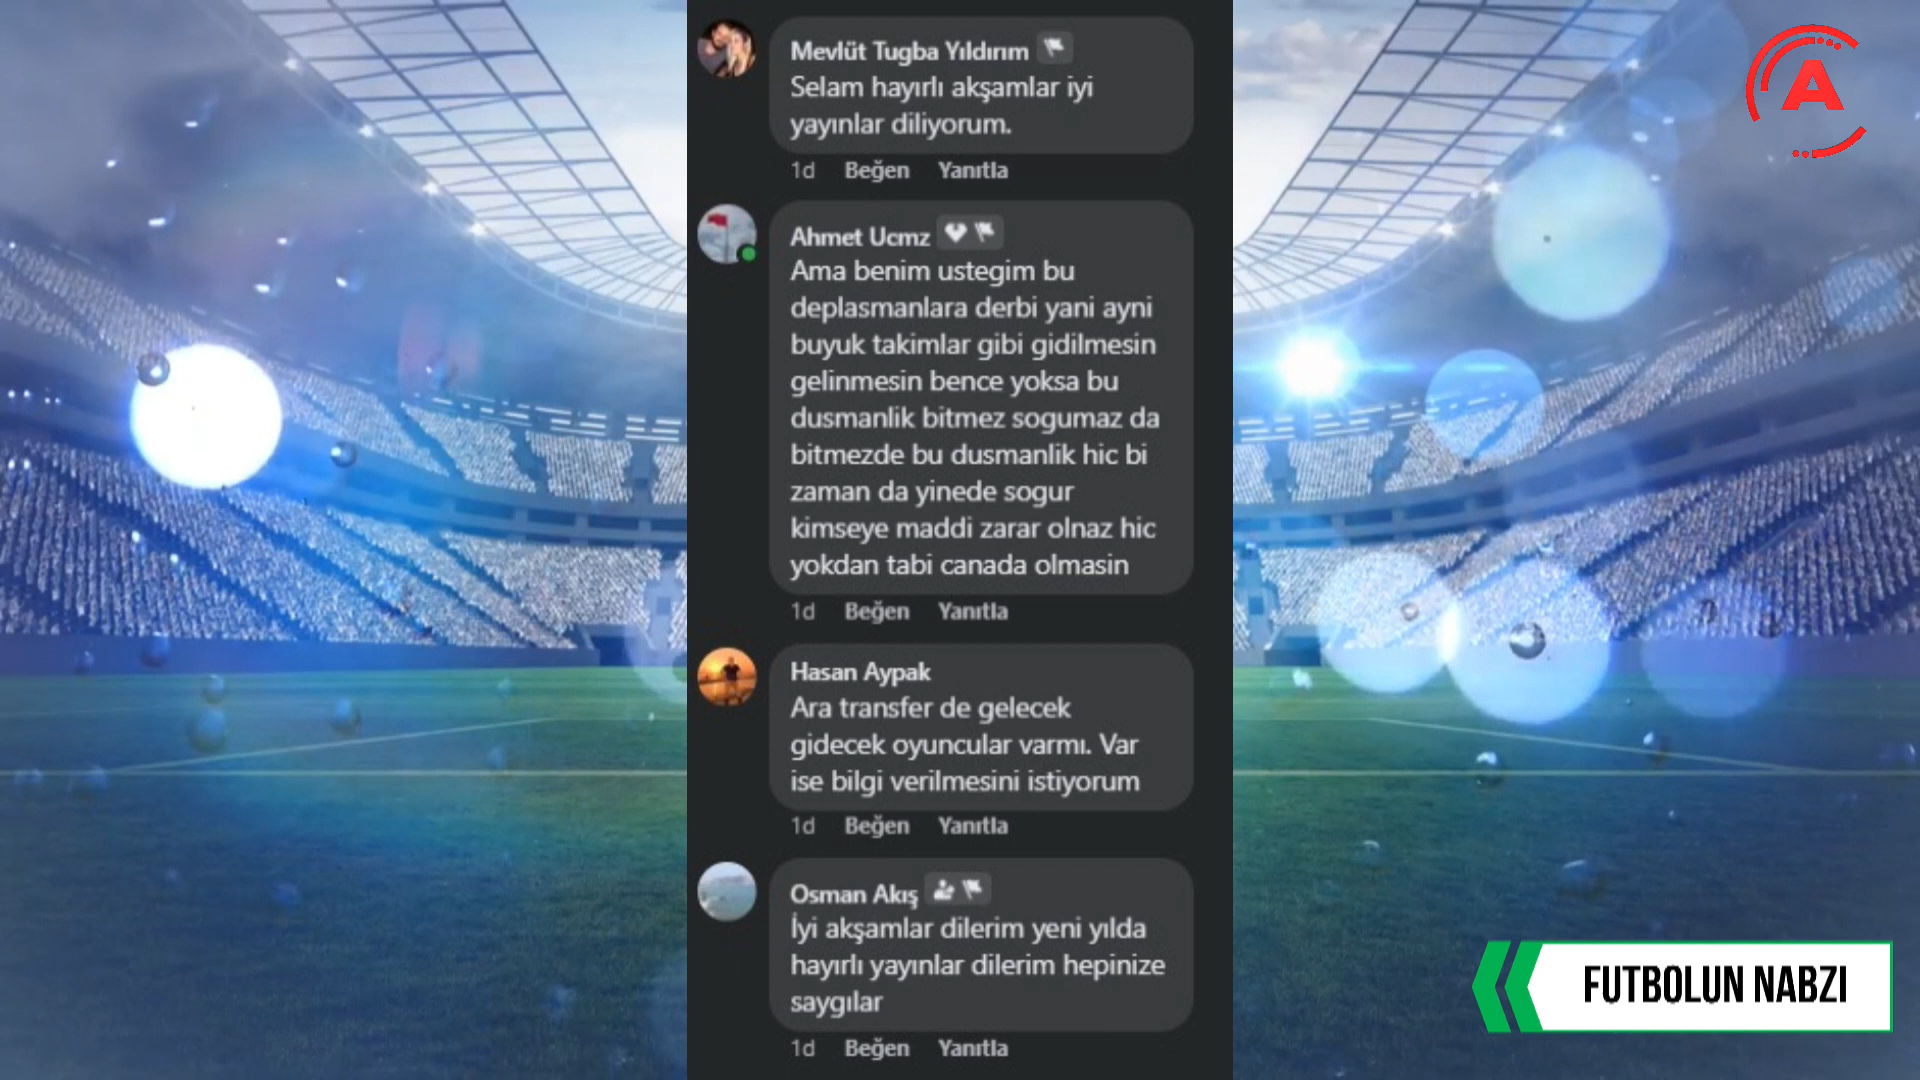 Mevlüt Tugba Yıldırım
Selam hayırlı akşamlar iyi
yayınlar diliyorum.
1d Beğen Yanıtla
Ahmet Ucmz
Ama benim ustegim bu
deplasmanlara derbi yani ayni
buyuk takimlar gibi gidilmesin
gelinmesin bence yoksa bu
dusmanlik bitmez sogumaz da
bitmezde bu dusmanlik hic bi
zaman da yinede sogur
kimseye maddi zarar olnaz hic
yokdan tabi canada olmasin
1d Beğen Yanıtla
Hasan Aypak
Ara transfer de gelecek
gidecek oyuncular varmı. Var
ise bilgi verilmesini istiyorum
1d Beğen Yanıtla
Osman Akış
İyi akşamlar dilerim yeni yılda
hayırlı yayınlar dilerim hepinize
saygılar
1d Beğen Yanıtla
A
FUTBOLUN NABZI